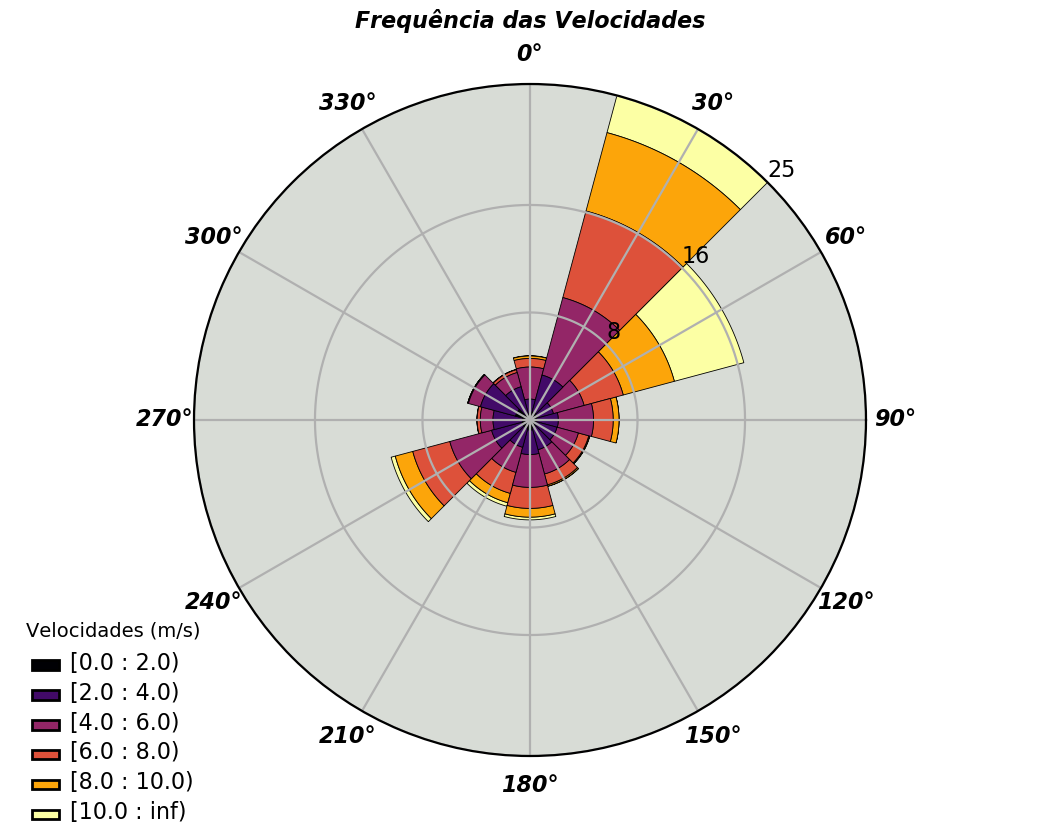 Frequência das Velocidades
0°
330°
30°
25
300°
60°
16
8
270°
90°
240°
120°
210°
150°
180°
Velocidades (m/s)
[0.0 : 2.0)
[2.0 : 4.0)
[4.0 : 6.0)
[6.0 : 8.0)
[8.0 : 10.0)
[10.0 : inf)